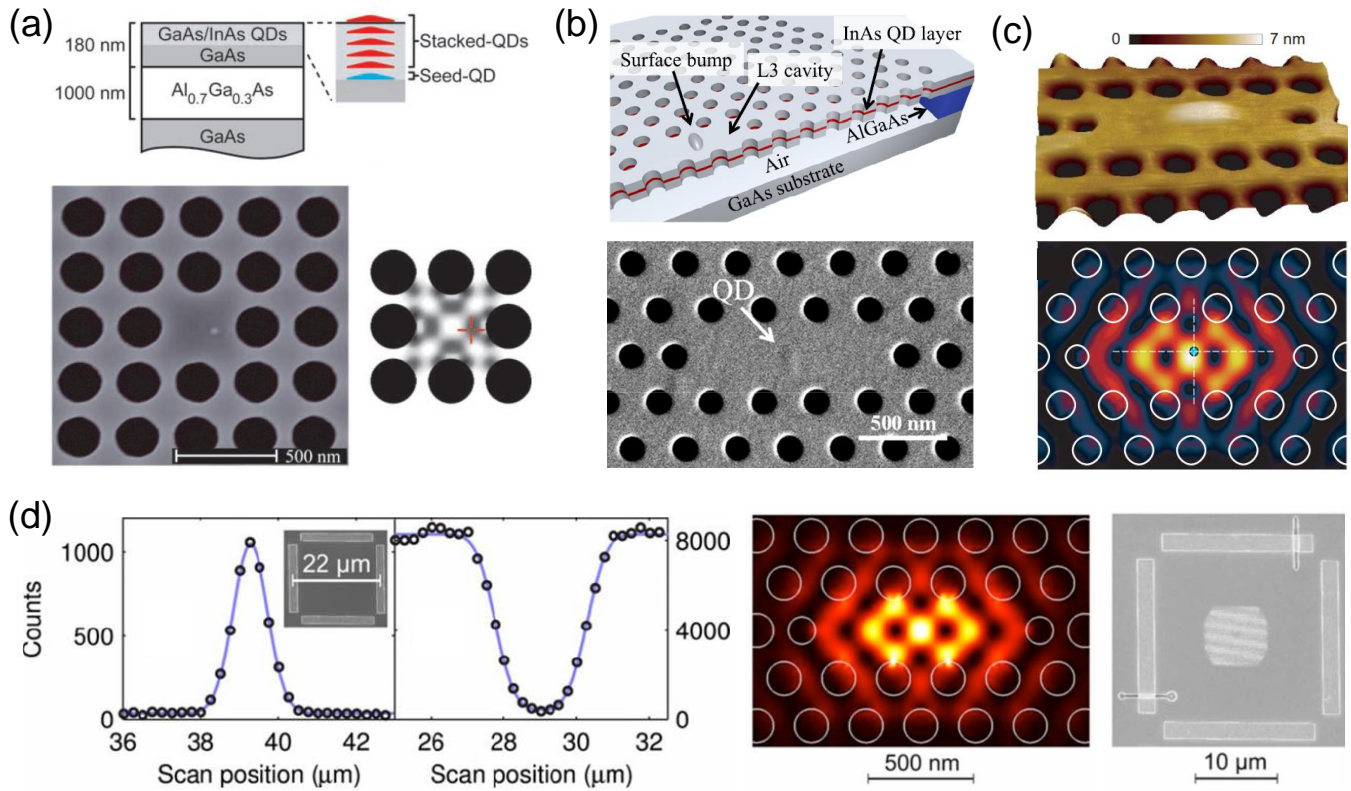 (a)
180 nm
1000 nm
GaAs/InAs QDs
GaAs
Al0.7Ga0.3As
GaAs
Stacked-QDs
Seed-QD
500 nm
(b)
Surface bump
L3 cavity
InAs QD layer
AlGaAs
Air
GaAs substrate
QD
500 nm
(c)
0 7 nm
(d)
Counts
1000
500
0
36 38 40 42
Scan position (μm)
22 μm
8000
4000
0
26 28 30 32
Scan position (μm)
500 nm
10 μm